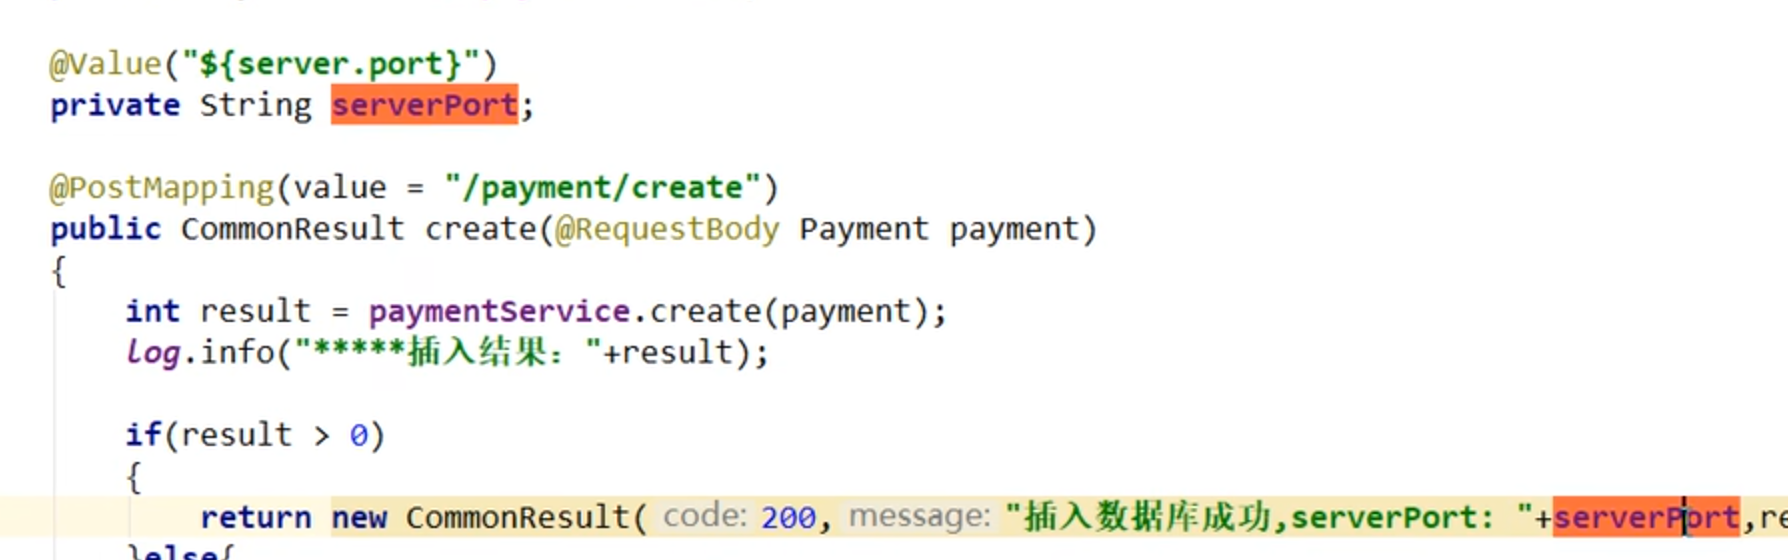 @Value("${server.port}")
private String serverPort;
@PostMapping(value = "/payment/create")
public CommonResult create(@RequestBody Payment payment)
{
int result = paymentService.create(payment);
log.info("*****插入结果："+result);
if(result > 0)
{
return new CommonResult( code: 200, message: "插入数据库成功,serverPort: "+serverPort,re
}else{